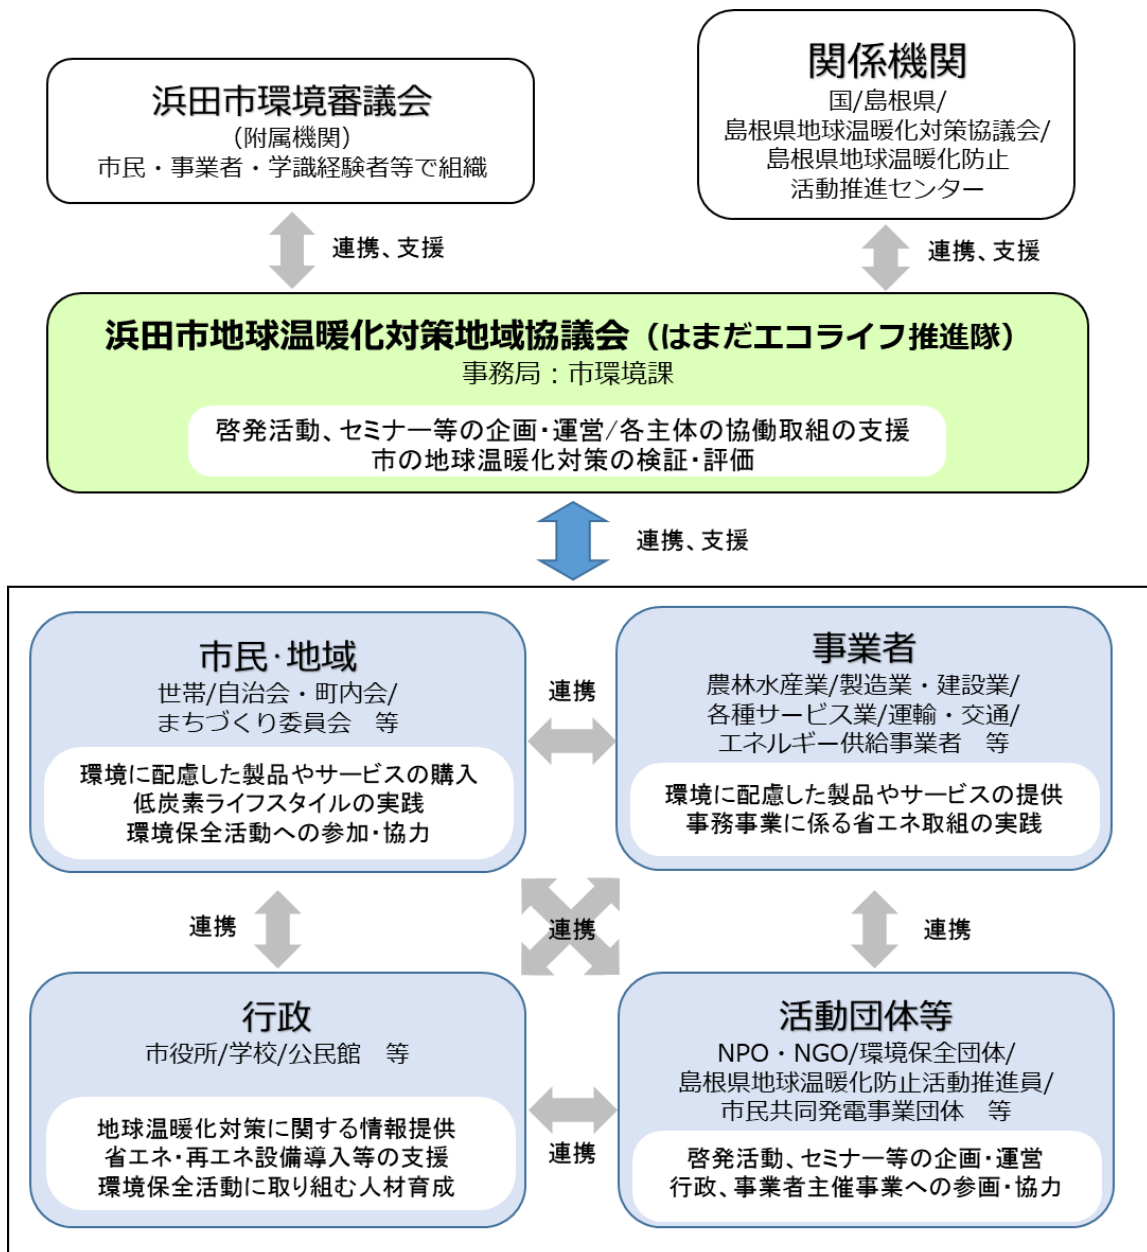 浜田市環境審議会
（附属機関）
市民・事業者・学識経験者等で組織
関係機関
国/島根県/
島根県地球温暖化対策協議会/
島根県地球温暖化防止
活動推進センター
連携、支援
連携、支援
浜田市地球温暖化対策地域協議会（はまだエコライフ推進隊）
事務局：市環境課
啓発活動、セミナー等の企画・運営/各主体の協働取組の支援
市の地球温暖化対策の検証・評価
連携、支援
市民・地域
世帯/自治会・町内会/
まちづくり委員会　等
環境に配慮した製品やサービスの購入
低炭素ライフスタイルの実践
環境保全活動への参加・協力
連携
事業者
農林水産業/製造業・建設業/
各種サービス業/運輸・交通/
エネルギー供給事業者　等
環境に配慮した製品やサービスの提供
事務事業に係る省エネ取組の実践
連携
連携
連携
行政
市役所/学校/公民館　等
地球温暖化対策に関する情報提供
省エネ・再エネ設備導入等の支援
環境保全活動に取り組む人材育成
連携
活動団体等
NPO・NGO/環境保全団体/
島根県地球温暖化防止活動推進員/
市民共同発電事業団体　等
啓発活動、セミナー等の企画・運営
行政、事業者主催事業への参画・協力